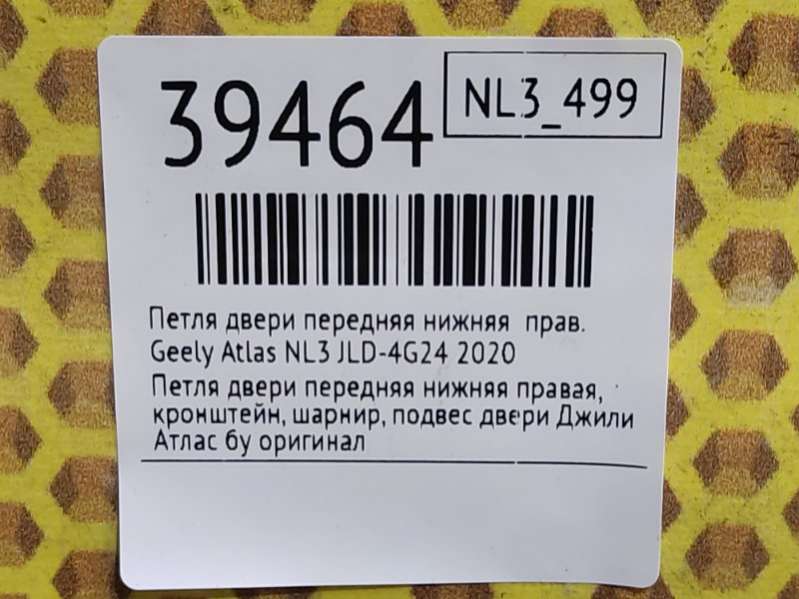 39464
NL3_499
Петля двери передняя нижняя прав.
Geely Atlas NL3 JLD-4G24 2020
Петля двери передняя нижняя правая,
кронштейн, шарнир, подвес двери Джили
Атлас бу оригинал